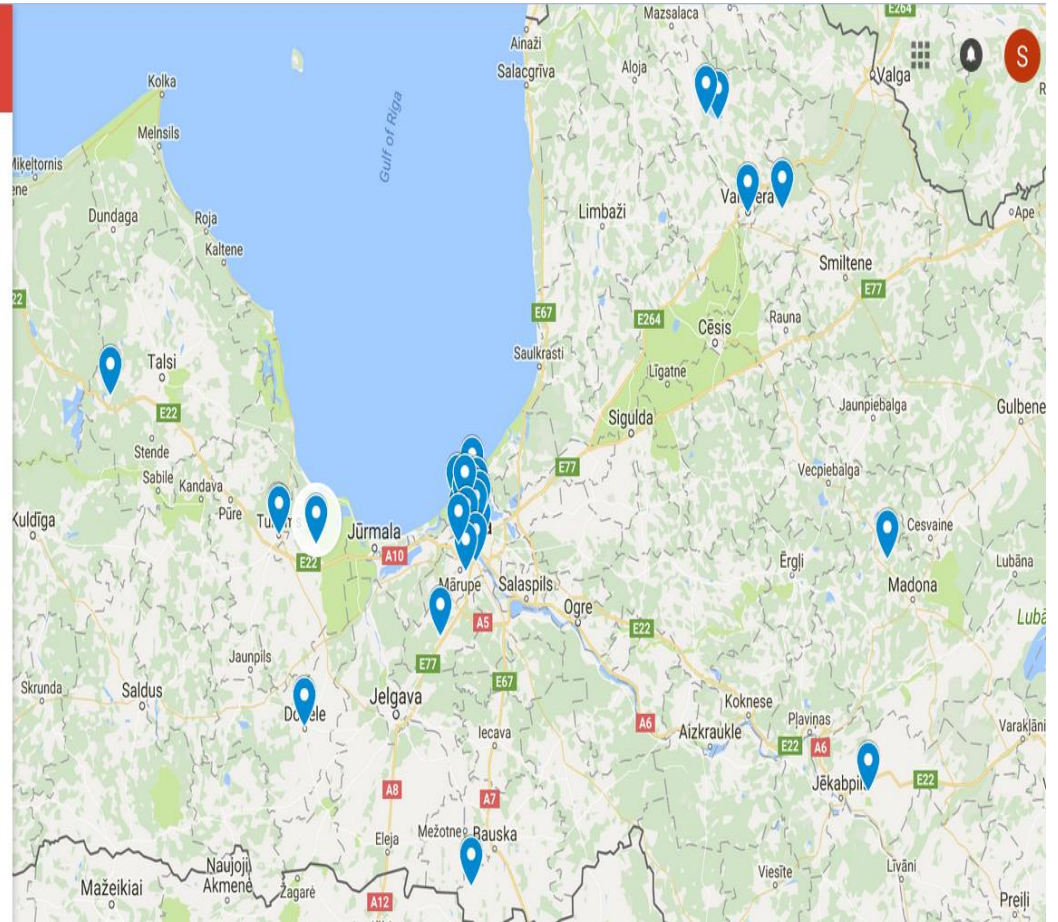 Mazsalaca
E264
Ainaži
Salacgrīva
Aloja
Valga
S
Kolka
Gulf of Riga
Melnsils
Mikeltornis
Dundaga
Roja
Kaltene
Limbaži
Ape
Smiltene
E77
22
E67
E264
Rauna
Cēsis
Saulkrasti
Talsi
Līgatne
Jaunpiebalga
Gulbene
E22
Sigulda
Stende
Sabile
Kandava
E77
Vecpiebalga
Pūre
Kuldīga
Jūrmala
Cesvaine
A10
E22
Ērgļi
Lubāna
Mārupe
Salaspils
Madona
Ogre
A5
E22
Jaunpils
E77
E67
Skrunda
Saldus
Jelgava
Koknese
Iecava
A6
Aizkraukle
Pļaviņas
E22
A6
Varakļāni
E22
A8
A7
Eleja
Mežotne
Bauska
Naujoji
Akmenė
Viesīte
Līvāni
Mažeikiai
Žagarė
A12
Preiļi